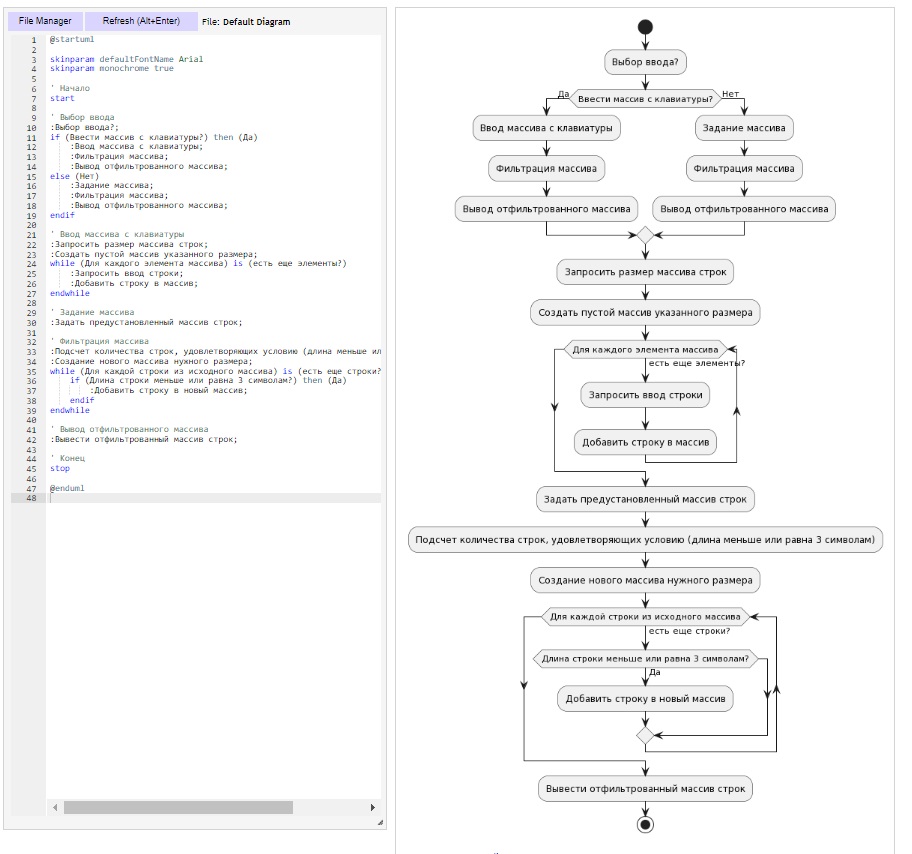 File Manager
Refresh (Alt+Enter)
File: Default Diagram
1 @startuml
2
3 skinparam defaultFontName Arial
4 skinparam monochrome true
5
6 ' Начало
7 start
8
9 ' Выбор ввода
10 :Выбор ввода?;
11 if (Ввести массив с клавиатуры?) then (Да)
12 :Ввод массива с клавиатуры;
13 :Фильтрация массива;
14 :Вывод отфильтрованного массива;
15 else (Нет)
16 :Задание массива;
17 :Фильтрация массива;
18 :Вывод отфильтрованного массива;
19 endif
20
21 ' Ввод массива с клавиатуры
22 :Запросить размер массива строк;
23 :Создать пустой массив указанного размера;
24 while (Для каждого элемента массива) is (есть еще элементы?)
25 :Запросить ввод строки;
26 :Добавить строку в массив;
27 endwhile
28
29 ' Задание массива
30 :Задать предустановленный массив строк;
31
32 ' Фильтрация массива
33 :Подсчет количества строк, удовлетворяющих условию (длина меньше ил
34 :Создание нового массива нужного размера;
35 while (Для каждой строки из исходного массива) is (есть еще строки?
36 if (Длина строки меньше или равна 3 символам?) then (Да)
37 :Добавить строку в новый массив;
38 endif
39 endwhile
40
41 ' Вывод отфильтрованного массива
42 :Вывести отфильтрованный массив строк;
43
44 ' Конец
45 stop
46
47 @enduml
48
Выбор ввода?
Да
Ввести массив с клавиатуры?
Нет
Ввод массива с клавиатуры
Задание массива
Фильтрация массива
Фильтрация массива
Вывод отфильтрованного массива
Вывод отфильтрованного массива
Запросить размер массива строк
Создать пустой массив указанного размера
Для каждого элемента массива
есть еще элементы?
Запросить ввод строки
Добавить строку в массив
Задать предустановленный массив строк
Подсчет количества строк, удовлетворяющих условию (длина меньше или равна 3 символам)
Создание нового массива нужного размера
Для каждой строки из исходного массива
есть еще строки?
Длина строки меньше или равна 3 символам?
Да
Добавить строку в новый массив
Вывести отфильтрованный массив строк